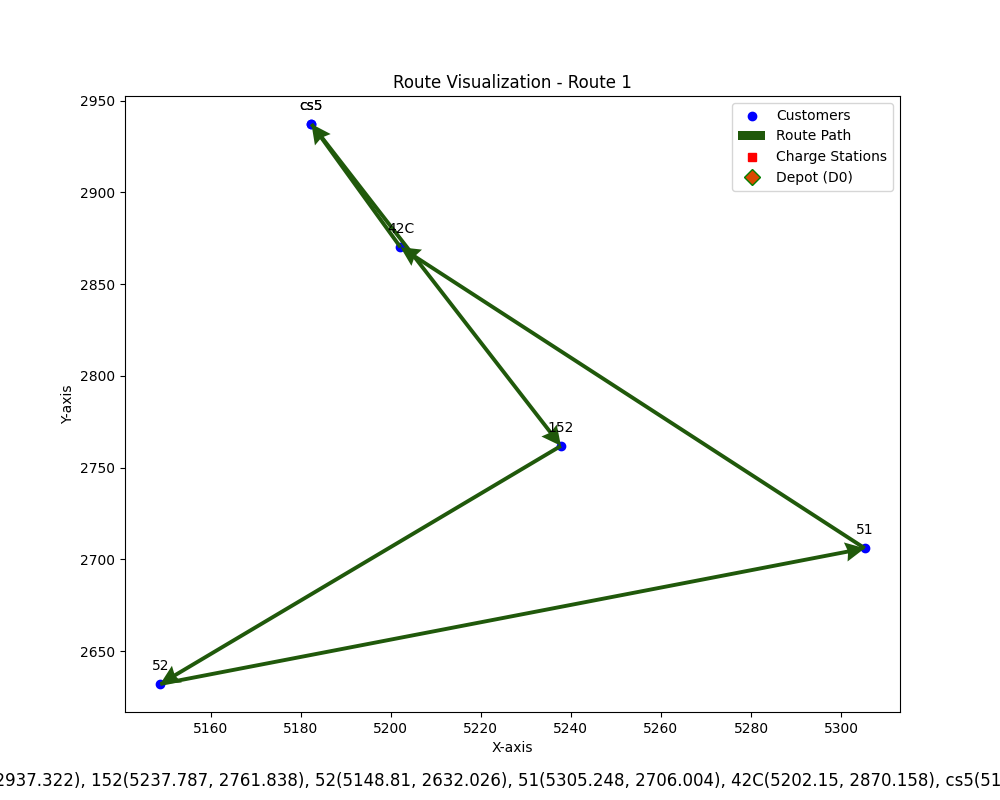 Route Visualization - Route 1
cs5
42C
152
51
52
Customers
Route Path
Charge Stations
Depot (D0)
2950
2900
2850
2800
2750
2700
2650
Y-axis
5160 5180 5200 5220 5240 5260 5280 5300
X-axis
2937.322), 152(5237.787, 2761.838), 52(5148.81, 2632.026), 51(5305.248, 2706.004), 42C(5202.15, 2870.158), cs5(51